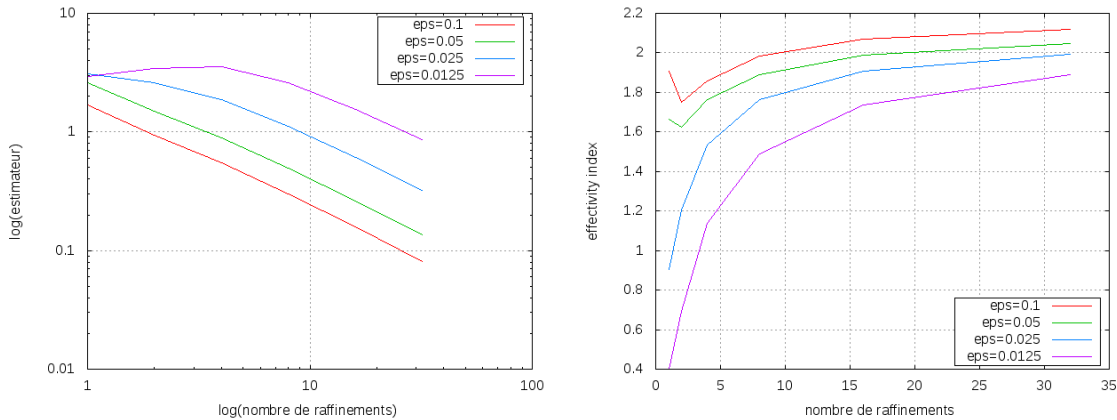 10
1
0.1
0.01
1
10
100
log(estimateur)
log(nombre de raffinements)
eps=0.1
eps=0.05
eps=0.025
eps=0.0125
2.2
2
1.8
1.6
1.4
1.2
1
0.8
0.6
0.4
0
5
10
15
20
25
30
35
effectivity index
nombre de raffinements
eps=0.1
eps=0.05
eps=0.025
eps=0.0125